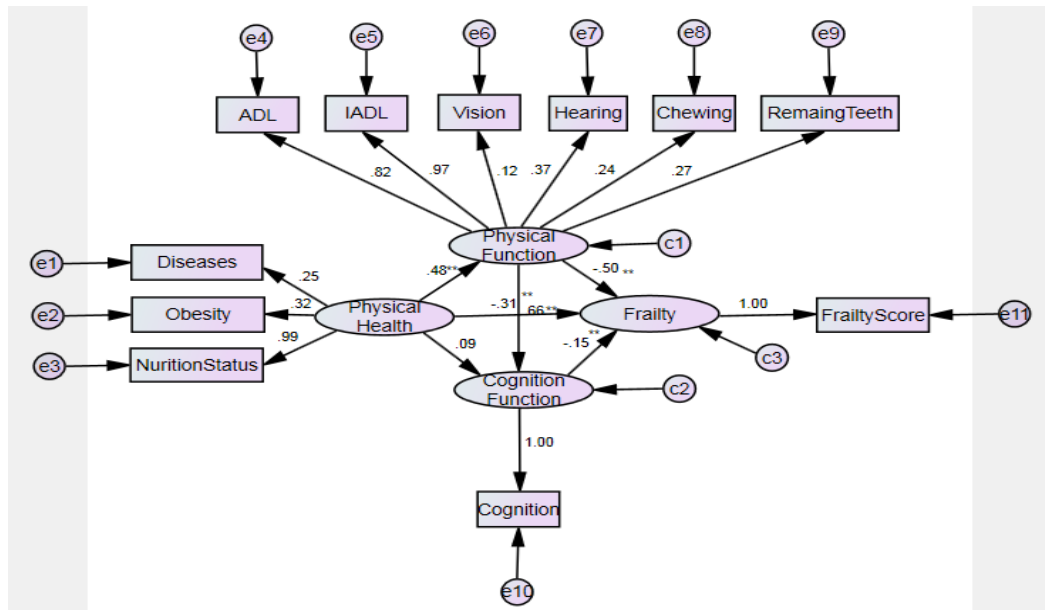 e4
e5
e6
e7
e8
e9
ADL
IADL
Vision
Hearing
Chewing
RemaingTeeth
.82
.97
.12
.37
.24
.27
Physical
Function
c1
e1
Diseases
.25
.48**
-.50 **
e2
Obesity
.32
Physical
Health
-.31
**
.66**
Frailty
1.00
FrailtyScore
e11
e3
NuritionStatus
.99
.09
-.15
**
c3
Cognition
Function
c2
1.00
Cognition
e10